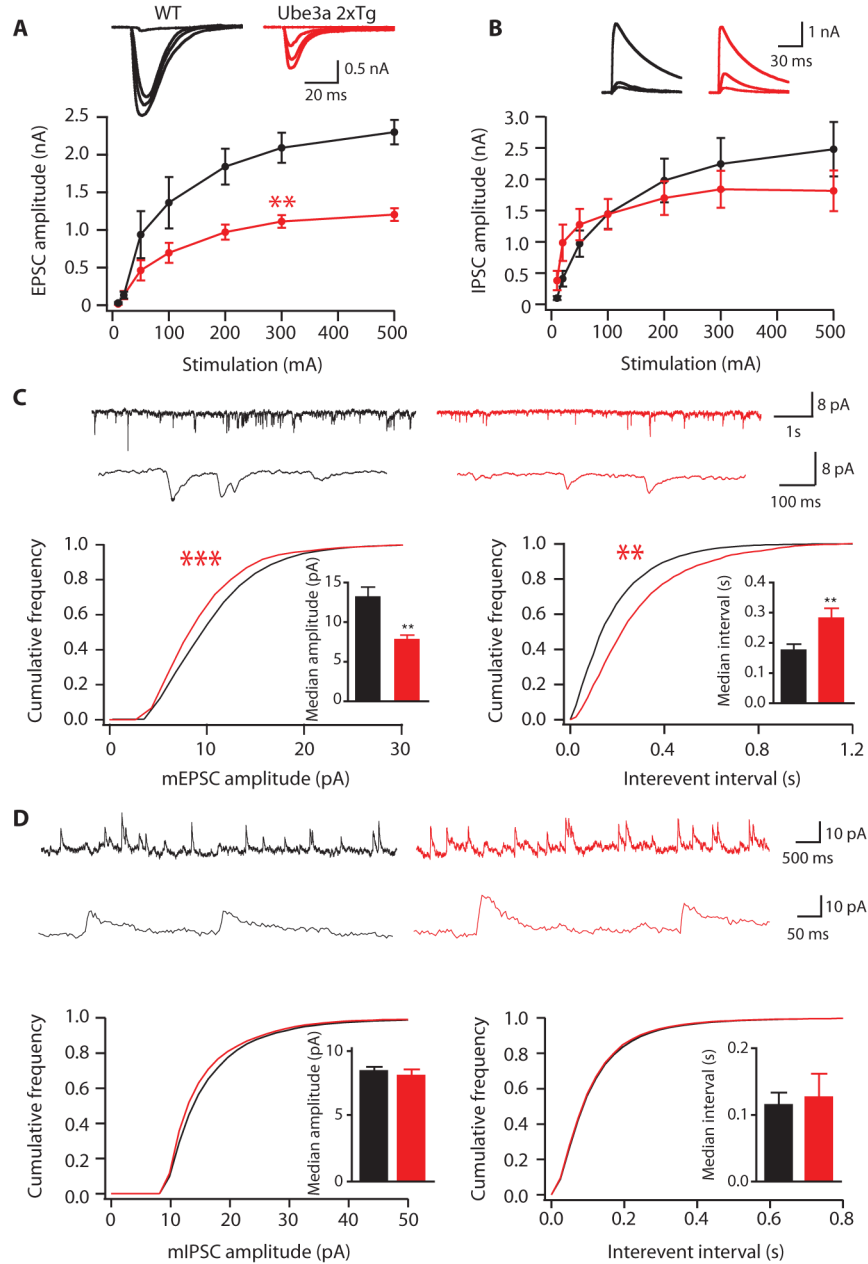 A
WT
Ube3a 2xTg
0.5 nA
20 ms
EPSC amplitude (nA)
2.5
2.0
1.5
1.0
0.5
0
**
0
100
200
300
400
500
Stimulation (mA)
B
1 nA
30 ms
IPSC amplitude (nA)
3.0
2.5
2.0
1.5
1.0
0.5
0
0
100
200
300
400
500
Stimulation (mA)
C
8 pA
1s
8 pA
100 ms
Cumulative frequency
1.0
0.8
0.6
0.4
0.2
0.0
***
Median amplitude (pA)
15
10
5
0
**
0
10
20
30
mEPSC amplitude (pA)
Cumulative frequency
1.0
0.8
0.6
0.4
0.2
0.0
**
Median interval (s)
0.4
0.3
0.2
0.1
0.0
**
0.0
0.4
0.8
1.2
Interevent interval (s)
D
10 pA
500 ms
10 pA
50 ms
Cumulative frequency
1.0
0.8
0.6
0.4
0.2
0.0
Median amplitude (pA)
10
5
0
0
10
20
30
40
50
mIPSC amplitude (pA)
Cumulative frequency
1.0
0.8
0.6
0.4
0.2
0.0
Median interval (s)
0.2
0.1
0.0
0.0
0.2
0.4
0.6
0.8
Interevent interval (s)